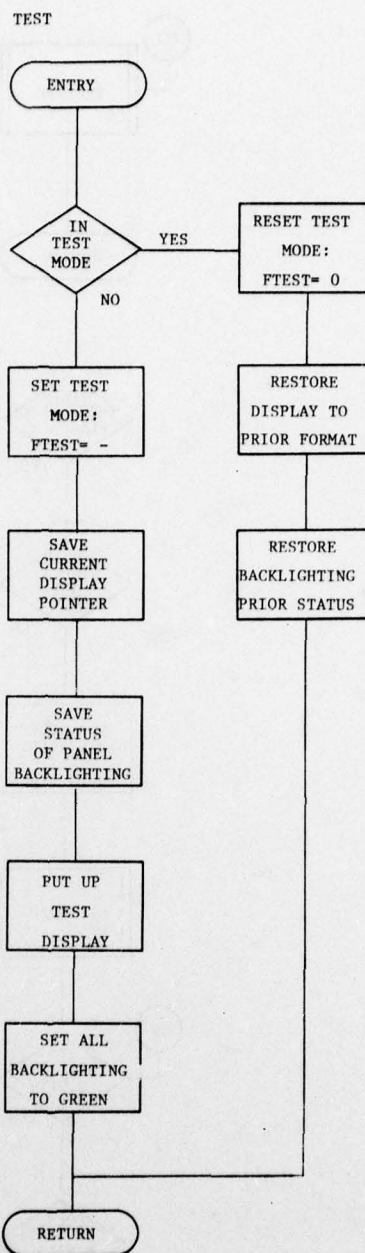 TEST
ENTRY
IN
TEST
MODE
YES
NO
RESET TEST
MODE:
FTEST= 0
RESTORE
DISPLAY TO
PRIOR FORMAT
RESTORE
BACKLIGHTING
PRIOR STATUS
SET TEST
MODE:
FTEST= -
SAVE
CURRENT
DISPLAY
POINTER
SAVE
STATUS
OF PANEL
BACKLIGHTING
PUT UP
TEST
DISPLAY
SET ALL
BACKLIGHTING
TO GREEN
RETURN